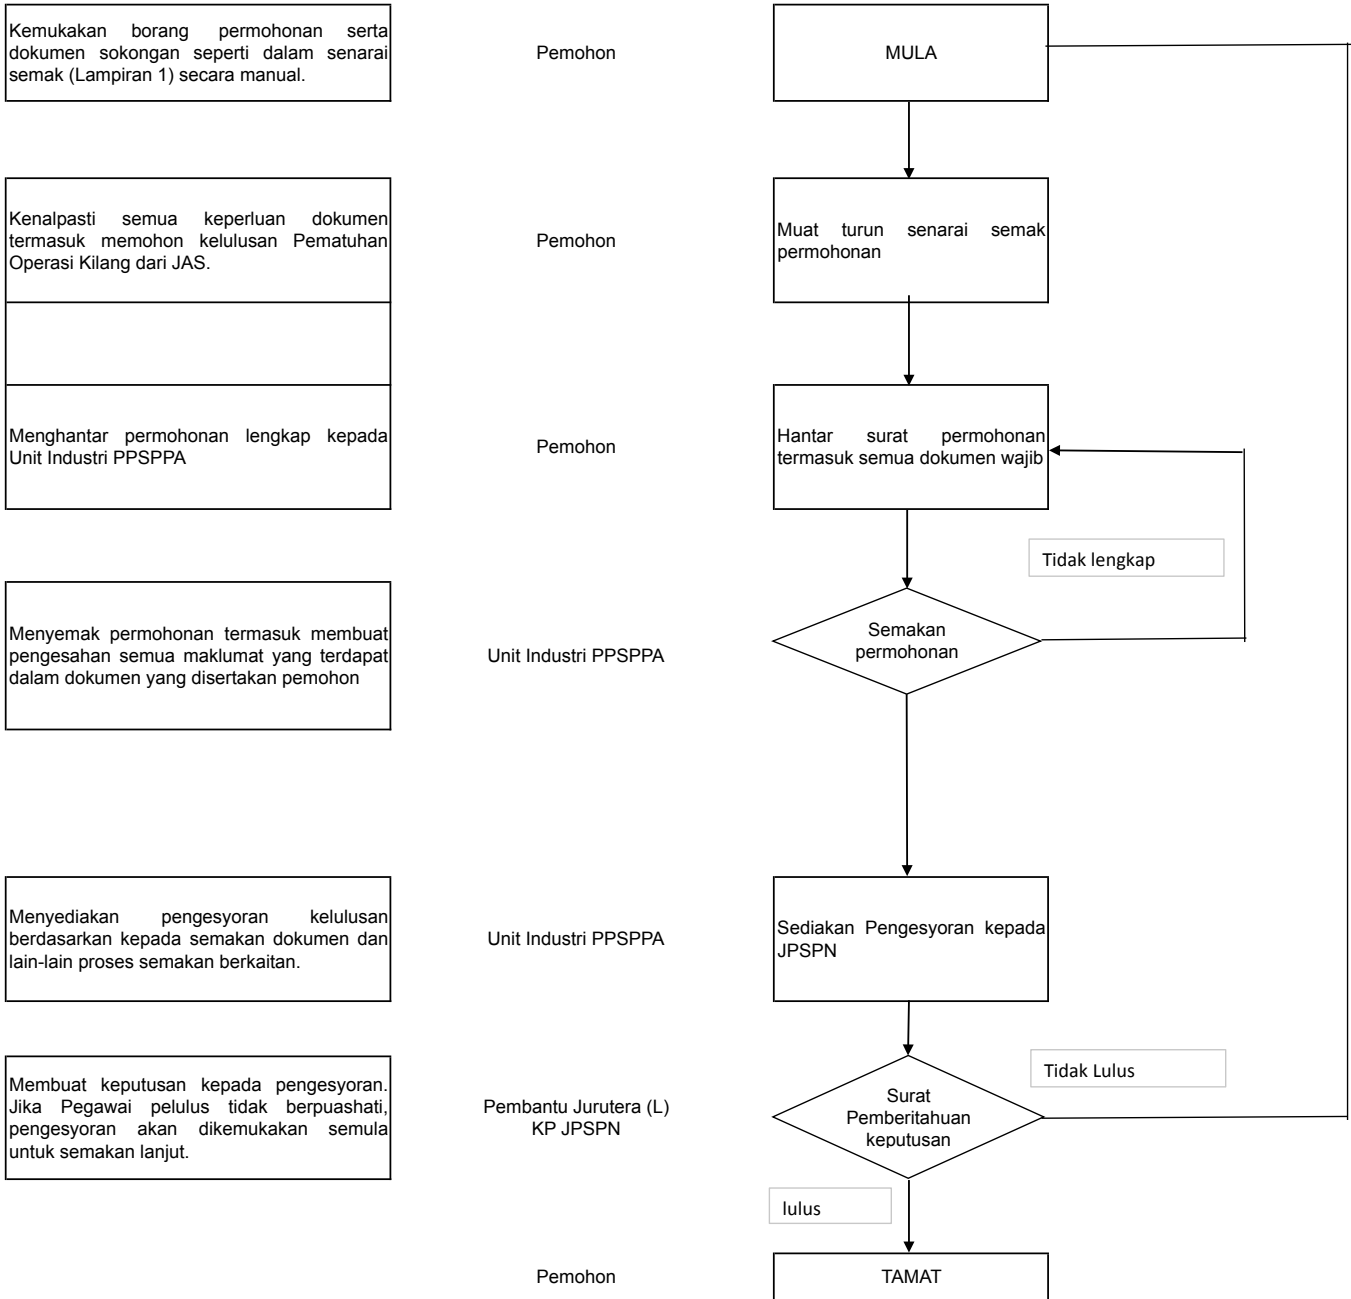 Kemukakan borang permohonan serta
dokumen sokongan seperti dalam senarai
semak (Lampiran 1) secara manual.
Pemohon
MULA
Kenalpasti semua keperluan dokumen
termasuk memohon kelulusan Pematuhan
Operasi Kilang dari JAS.
Pemohon
Muat turun senarai semak
permohonan
Menghantar permohonan lengkap kepada
Unit Industri PPSPPA
Pemohon
Hantar surat permohonan
termasuk semua dokumen wajib
Tidak lengkap
Menyemak permohonan termasuk membuat
pengesahan semua maklumat yang terdapat
dalam dokumen yang disertakan pemohon
Unit Industri PPSPPA
Semakan
permohonan
Menyediakan pengesyoran kelulusan
berdasarkan kepada semakan dokumen dan
lain-lain proses semakan berkaitan.
Unit Industri PPSPPA
Sediakan Pengesyoran kepada
JPSPN
Membuat keputusan kepada pengesyoran.
Jika Pegawai pelulus tidak berpuashati,
pengesyoran akan dikemukakan semula
untuk semakan lanjut.
Pembantu Jurutera (L)
KP JPSPN
Surat
Pemberitahuan
keputusan
Tidak Lulus
lulus
Pemohon
TAMAT